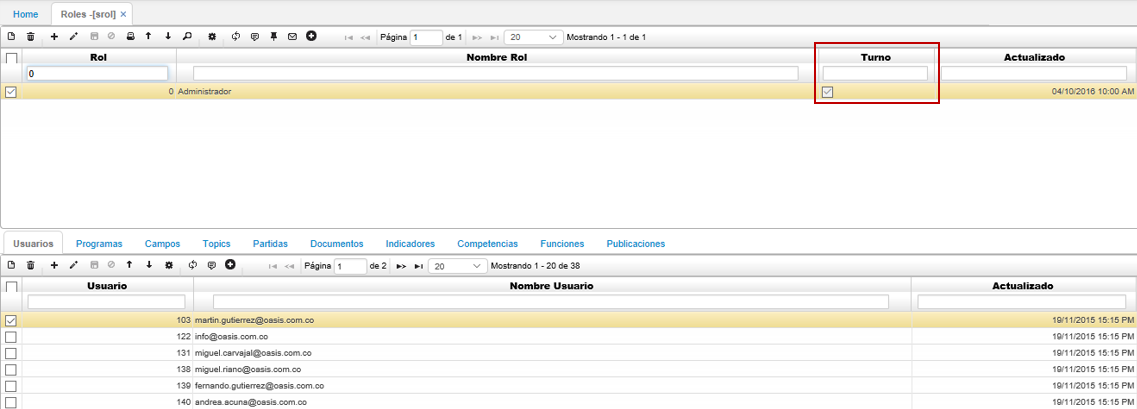 Home Roles -[srol] ×
Página 1 de 1 20 Mostrando 1 - 1 de 1
Rol Nombre Rol Turno Actualizado
0
0 Administrador 04/10/2016 10:00 AM
Usuarios Programas Campos Topics Partidas Documentos Indicadores Competencias Funciones Publicaciones
Página 1 de 2 20 Mostrando 1 - 20 de 38
Usuario Nombre Usuario Actualizado
103 martin.gutierrez@oasis.com.co 19/11/2015 15:15 PM
122 info@oasis.com.co 19/11/2015 15:15 PM
131 miguel.carvajal@oasis.com.co 19/11/2015 15:15 PM
138 miguel.riano@oasis.com.co 19/11/2015 15:15 PM
139 fernando.gutierrez@oasis.com.co 19/11/2015 15:15 PM
140 andrea.acuna@oasis.com.co 19/11/2015 15:15 PM